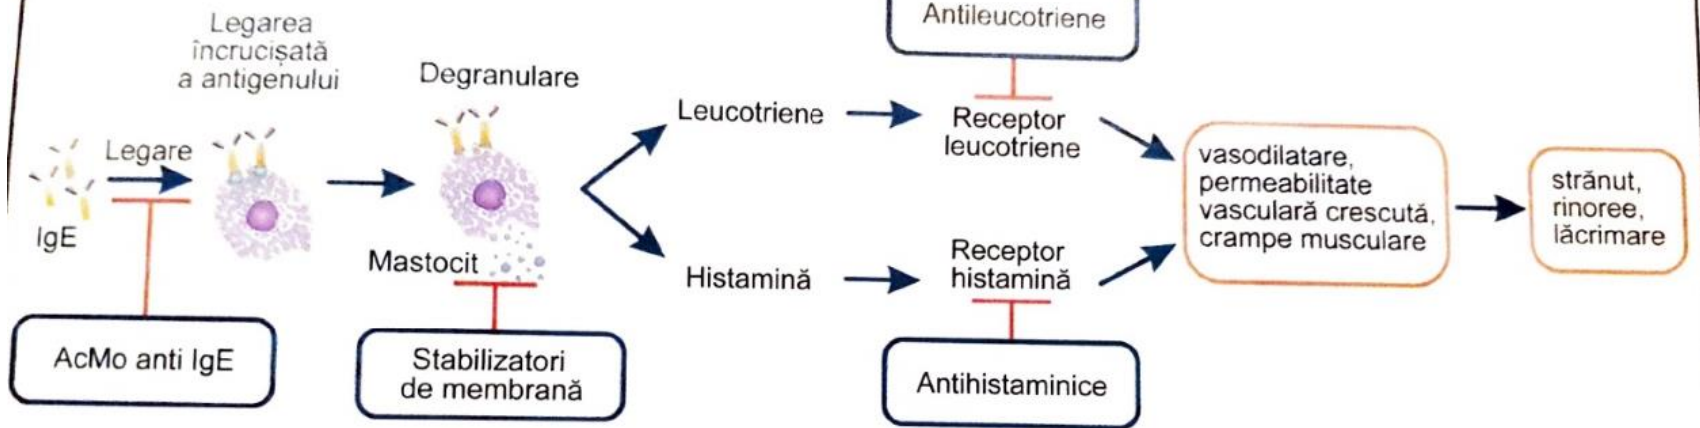 Legarea
încrucișată
a antigenului
Degranulare
Antileucotriene
Legare
IgE
Mastocit
Leucotriene
Receptor
leucotriene
Histamină
Receptor
histamină
vasodilatare,
permeabilitate
vasculară crescută,
crampe musculare
strănut,
rinoree,
lăcrimare
AcMo anti IgE
Stabilizatori
de membrană
Antihistaminice